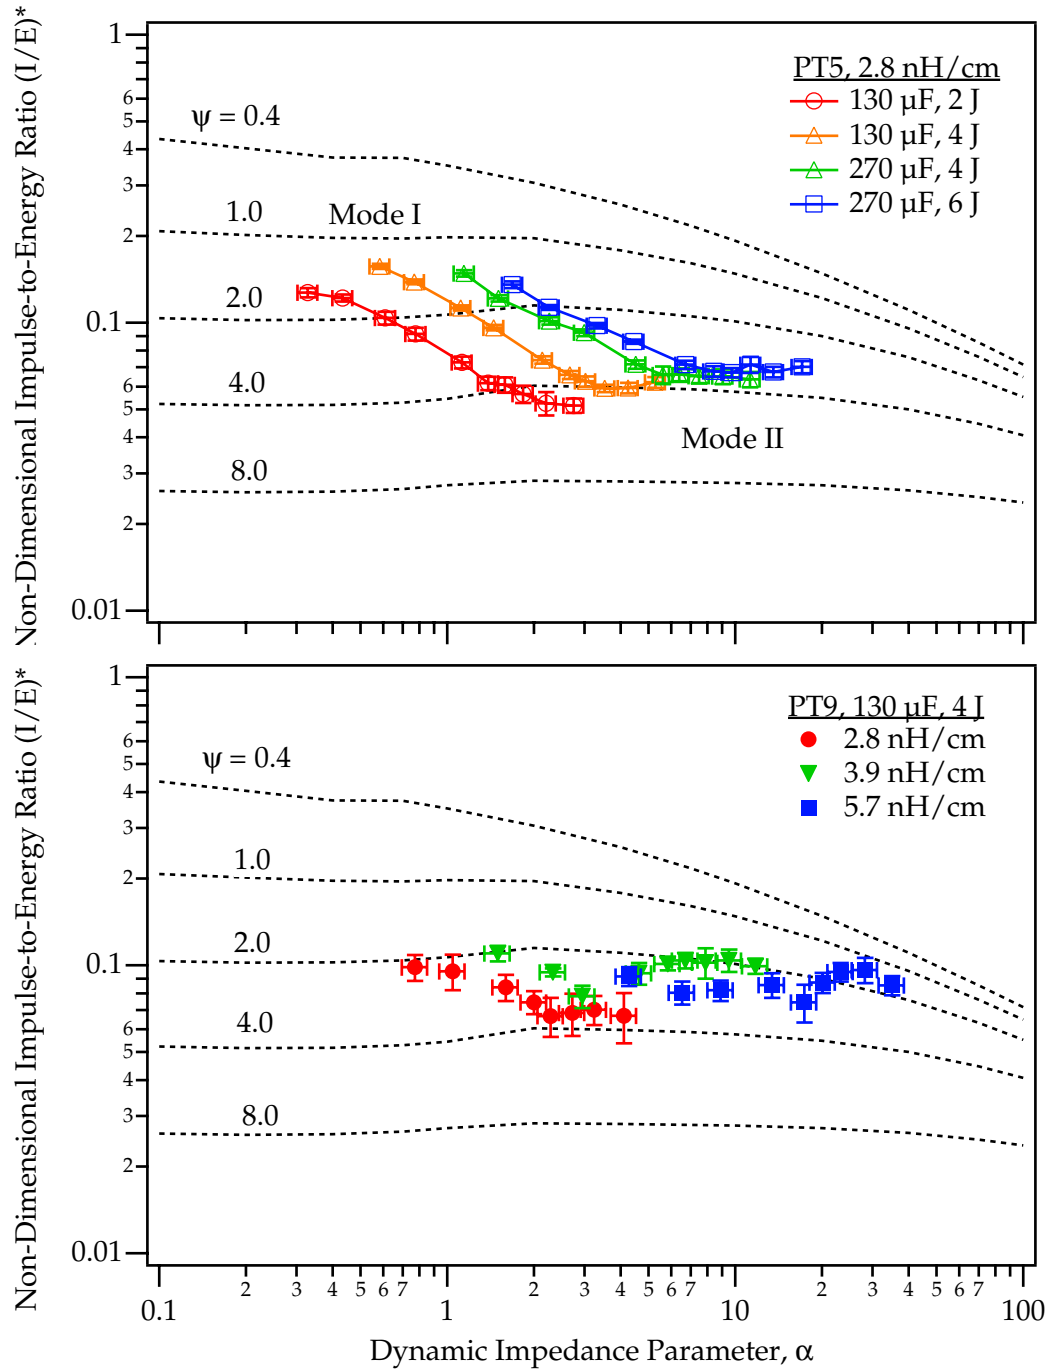 Non-Dimensional Impulse-to-Energy Ratio (I/E)*
1
6
5
4
3
2
0.1
6
5
4
3
2
0.01
ψ = 0.4
1.0
Mode I
2.0
4.0
Mode II
8.0
PT5, 2.8 nH/cm
130 µF, 2 J
130 µF, 4 J
270 µF, 4 J
270 µF, 6 J
Non-Dimensional Impulse-to-Energy Ratio (I/E)*
1
6
5
4
3
2
0.1
6
5
4
3
2
0.01
ψ = 0.4
1.0
2.0
4.0
8.0
PT9, 130 µF, 4 J
2.8 nH/cm
3.9 nH/cm
5.7 nH/cm
0.1 2 3 4 5 6 7 1 2 3 4 5 6 7 10 2 3 4 5 6 7 100
Dynamic Impedance Parameter, α